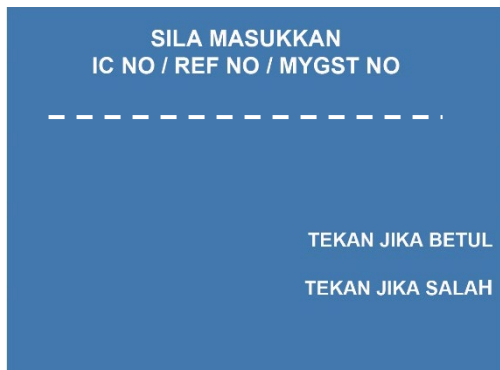 SILA MASUKKAN
IC NO / REF NO / MYGST NO
TEKAN JIKA BETUL
TEKAN JIKA SALAH